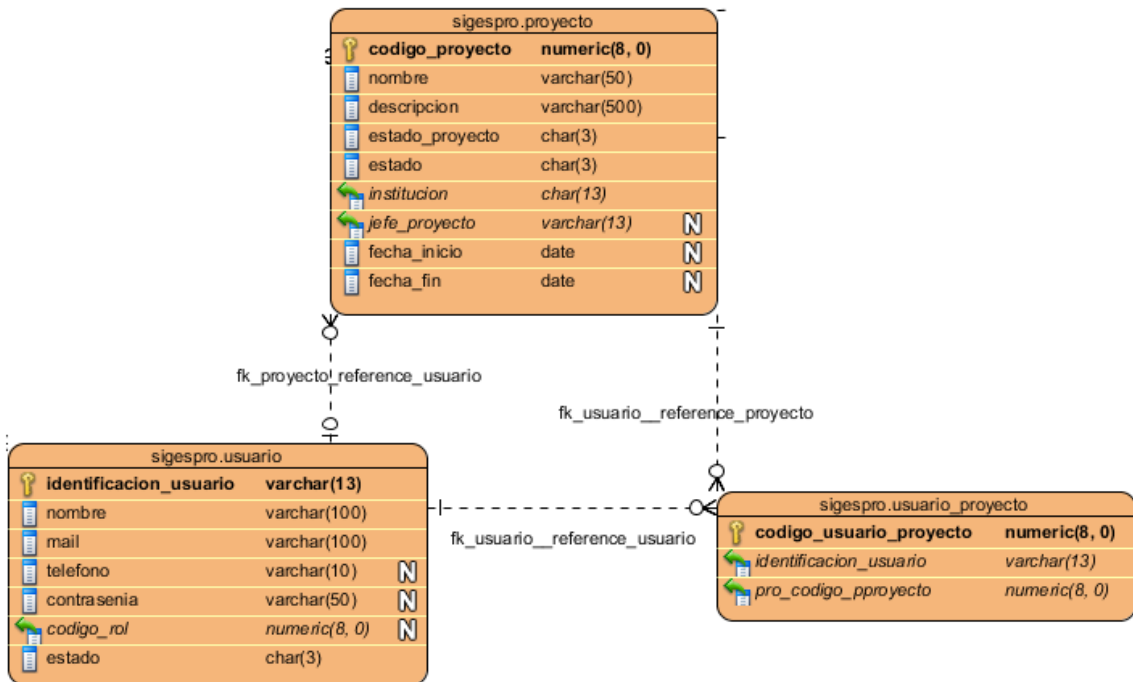 sigespro.proyecto
codigo_proyecto numeric(8, 0)
nombre varchar(50)
descripcion varchar(500)
estado_proyecto char(3)
estado char(3)
institucion char(13)
jefe_proyecto varchar(13) N
fecha_inicio date N
fecha_fin date N
fk_proyecto_reference_usuario
fk_usuario__reference_proyecto
sigespro.usuario
identificacion_usuario varchar(13)
nombre varchar(100)
mail varchar(100)
telefono varchar(10) N
contrasenia varchar(50) N
codigo_rol numeric(8, 0) N
estado char(3)
fk_usuario__reference_usuario
sigespro.usuario_proyecto
codigo_usuario_proyecto numeric(8, 0)
identificacion_usuario varchar(13)
pro_codigo_pproyecto numeric(8, 0)